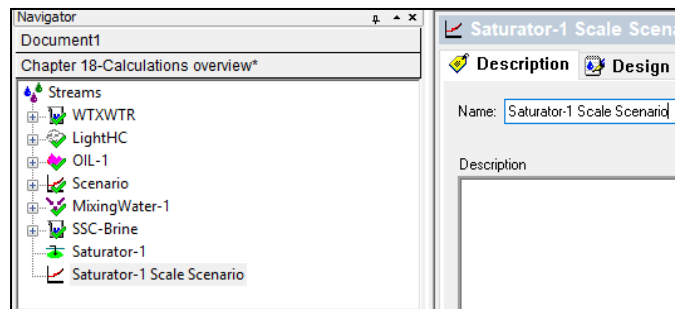 Navigator
Document1
Chapter 18-Calculations overview*
Streams
WTXWTR
LightHC
OIL-1
Scenario
MixingWater-1
SSC-Brine
Saturator-1
Saturator-1 Scale Scenario
Saturator-1 Scale Scena
Description Design
Name: Saturator-1 Scale Scenario
Description